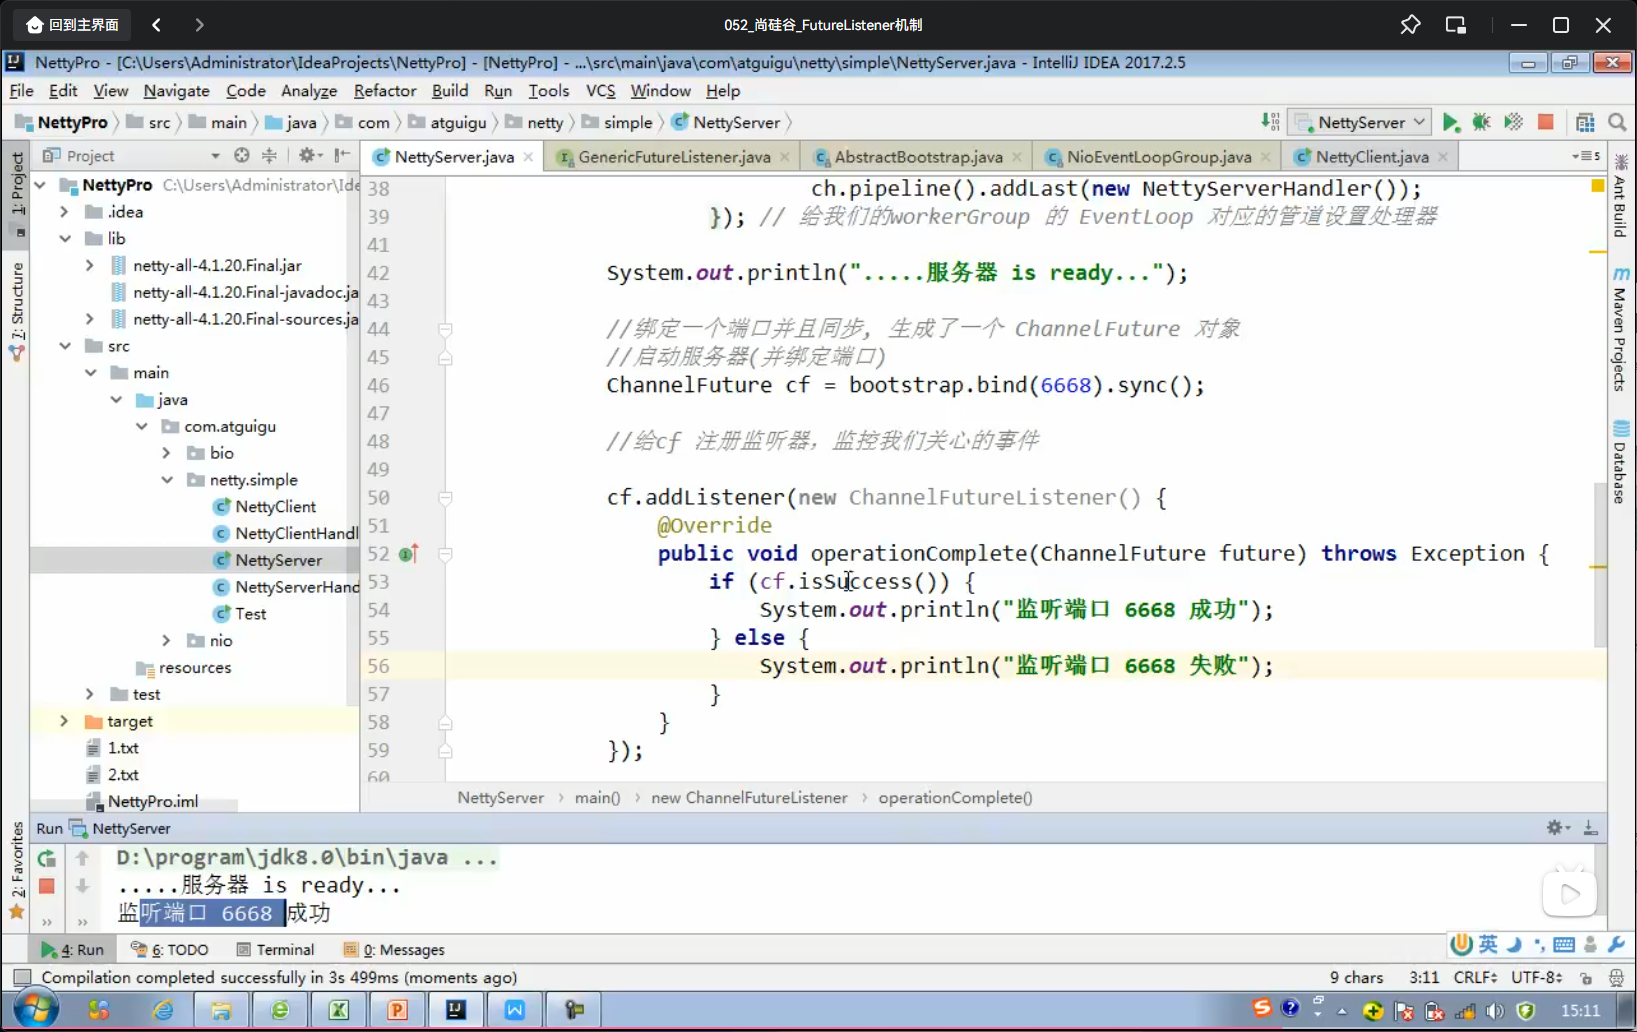 回到主界面
052_尚硅谷_FutureListener机制
NettyPro - [C:\Users\Administrator\IdeaProjects\NettyPro] - [NettyPro] - ...\src\main\java\com\atguigu\netty\simple\NettyServer.java - IntelliJ IDEA 2017.2.5
File Edit View Navigate Code Analyze Refactor Build Run Tools VCS Window Help
NettyPro src main java com atguigu netty simple NettyServer
NettyServer
Project
NettyServer.java GenericFutureListener.java AbstractBootstrap.java NioEventLoopGroup.java NettyClient.java
5
1: Project
7: Structure
2: Favorites
NettyPro C:\Users\Administrator\Ide
.idea
lib
netty-all-4.1.20.Final.jar
netty-all-4.1.20.Final-javadoc.ja
netty-all-4.1.20.Final-sources.ja
src
main
java
com.atguigu
bio
netty.simple
NettyClient
NettyClientHandl
NettyServer
NettyServerHand
Test
nio
resources
test
target
1.txt
2.txt
NettyPro.iml
38 ch.pipeline().addLast(new NettyServerHandler());
39 }); // 给我们的workerGroup 的 EventLoop 对应的管道设置处理器
41
42 System.out.println(".....服务器 is ready...");
43
44 //绑定一个端口并且同步, 生成了一个 ChannelFuture 对象
45 //启动服务器(并绑定端口)
46 ChannelFuture cf = bootstrap.bind(6668).sync();
47
48 //给cf 注册监听器，监控我们关心的事件
49
50 cf.addListener(new ChannelFutureListener() {
51 @Override
52 public void operationComplete(ChannelFuture future) throws Exception {
53 if (cf.isSuccess()) {
54 System.out.println("监听端口 6668 成功");
55 } else {
56 System.out.println("监听端口 6668 失败");
57 }
58 }
59 });
60
NettyServer main() new ChannelFutureListener operationComplete()
Ant Build
Maven Projects
Database
Run NettyServer
D:\program\jdk8.0\bin\java ...
.....服务器 is ready...
监听端口 6668 成功
4: Run 6: TODO Terminal 0: Messages
英
Compilation completed successfully in 3s 499ms (moments ago)
9 chars 3:11 CRLF UTF-8
15:11